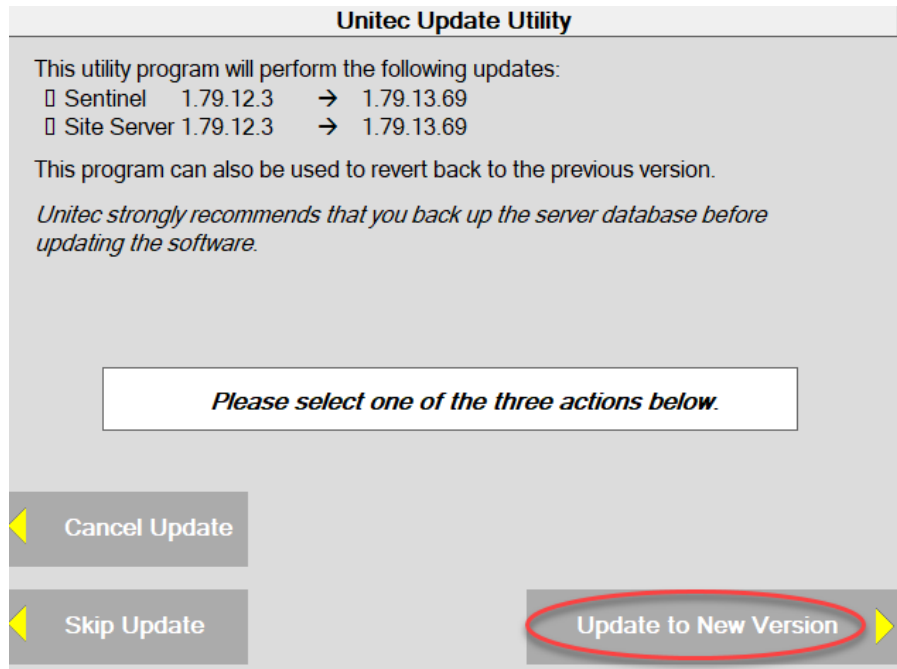 Unitec Update Utility
This utility program will perform the following updates:
▯ Sentinel 1.79.12.3 → 1.79.13.69
▯ Site Server 1.79.12.3 → 1.79.13.69
This program can also be used to revert back to the previous version.
Unitec strongly recommends that you back up the server database before
updating the software.
Please select one of the three actions below.
Cancel Update
Skip Update
Update to New Version